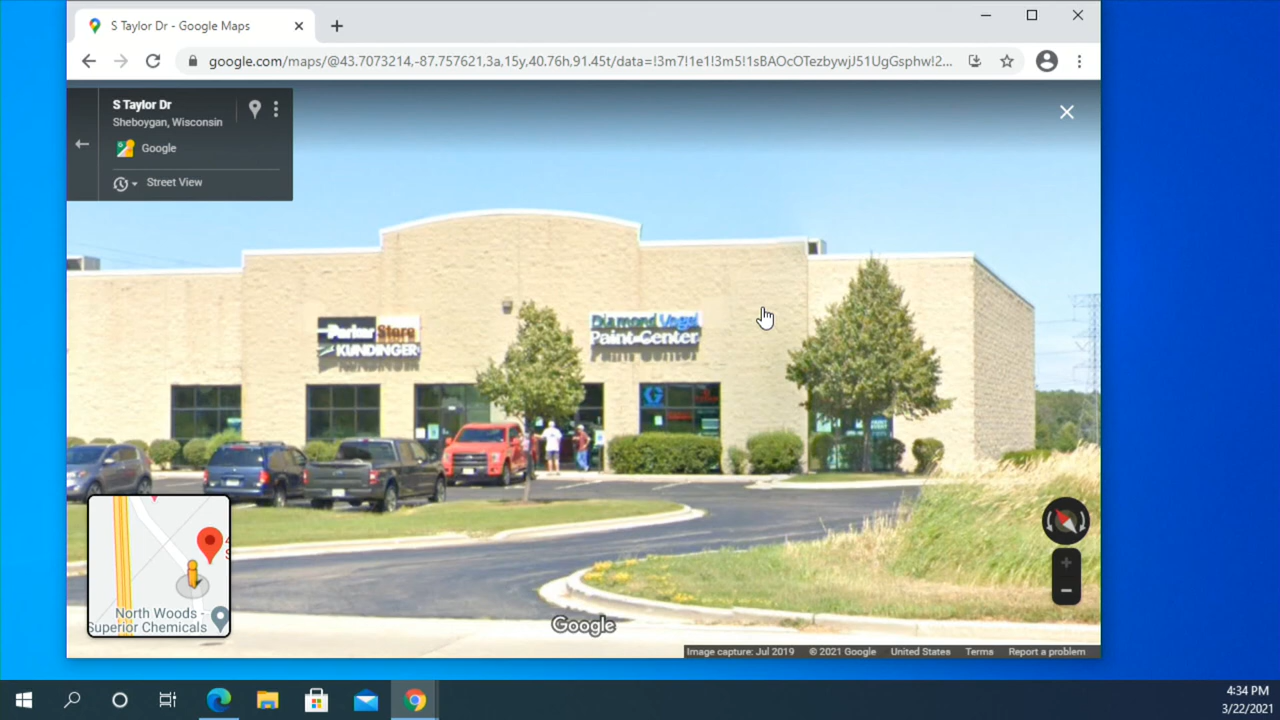 S Taylor Dr - Google Maps
google.com/maps/@43.7073214,-87.757621,3a,15y,40.76h,91.45t/data=!3m7!1e1!3m5!1sBAOcOTezbywjJ51UgGsphw!2...
S Taylor Dr
Sheboygan, Wisconsin
Google
Street View
Parker Store
KUNDINGER
Diamond Vogel
Paint Center
North Woods -
Superior Chemicals
Google
Image capture: Jul 2019 © 2021 Google United States Terms Report a problem
4:34 PM
3/22/2021